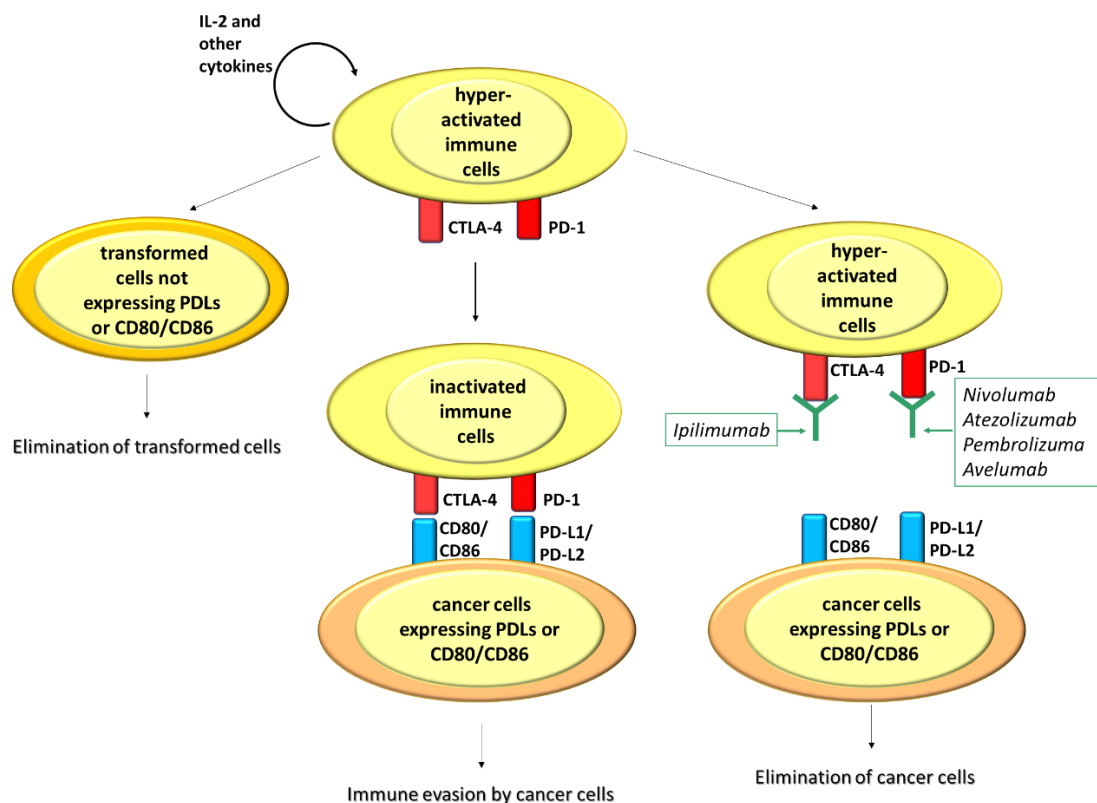 IL-2 and
other
cytokines
hyper-
activated
immune
cells
CTLA-4
PD-1
transformed
cells not
expressing PDLs
or CD80/CD86
Elimination of transformed cells
inactivated
immune
cells
CTLA-4
PD-1
CD80/
CD86
PD-L1/
PD-L2
cancer cells
expressing PDLs or
CD80/CD86
Immune evasion by cancer cells
hyper-
activated
immune
cells
CTLA-4
PD-1
Ipilimumab
Nivolumab
Atezolizumab
Pembrolizuma
Avelumab
CD80/
CD86
PD-L1/
PD-L2
cancer cells
expressing PDLs or
CD80/CD86
Elimination of cancer cells